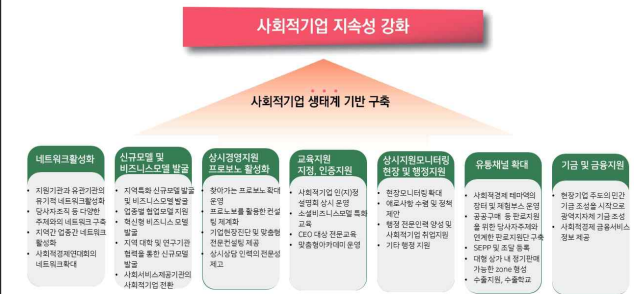 사회적기업 지속성 강화
사회적기업 생태계 기반 구축
네트워크활성화
• 지원기관과 유관기관의
유기적 네트워크활성화
• 당사자조직 등 다양한
주제와의 네트워크 구축
• 지역간 업종간 네트워크
활성화
• 사회적경제연대회의
네트워크확대
신규모델 및
비즈니스모델 발굴
• 지역특화 신규모델발굴
및 비즈니스모델 발굴
• 업종별 협업모델지원
• 혁신형 비즈니스 모델
발굴
• 지역 대학 및 연구기관
협력을 통한 신규모델
발굴
• 사회서비스제공기관의
사회적기업 전환
상시경영지원
프로보노 활성화
• 찾아가는 프로보노 확대
운영
• 프로노보를 활용한 컨설
팅 체계화
• 기업현장진단 및 맞춤형
전문컨설팅 제공
• 상시상담 인력의 전문성
제고
교육지원
지정, 인증지원
• 사회적기업 인(지)정
설명회 상시 운영
• 소셜비즈니스모델 특화
교육
• CEO 대상 전문교육
• 맞춤형아카데미 운영
상시지원모니터링
현장 및 행정지원
• 현장모니터링 확대
• 애로사항 수렴 및 정책
제안
• 행정 전문인력 양성 및
사회적기업 취업지원
• 기타 행정 지원
유통채널 확대
• 사회적경제 테마역의
장터 및 체험부스 운영
• 공공구매 등 판로지원
을 위한 당사자주제와
연계한 판로지원단 구축
• SEPP 및 조달 등록
• 대형 상가 내 정기판매
가능한 zone 형성
• 수출지원, 수출학교
기금 및 금융지원
• 현장기업 주도의 민간
기금 조성을 시작으로
광역지자체 기금조성
• 사회적경제 금융서비스
정보 제공